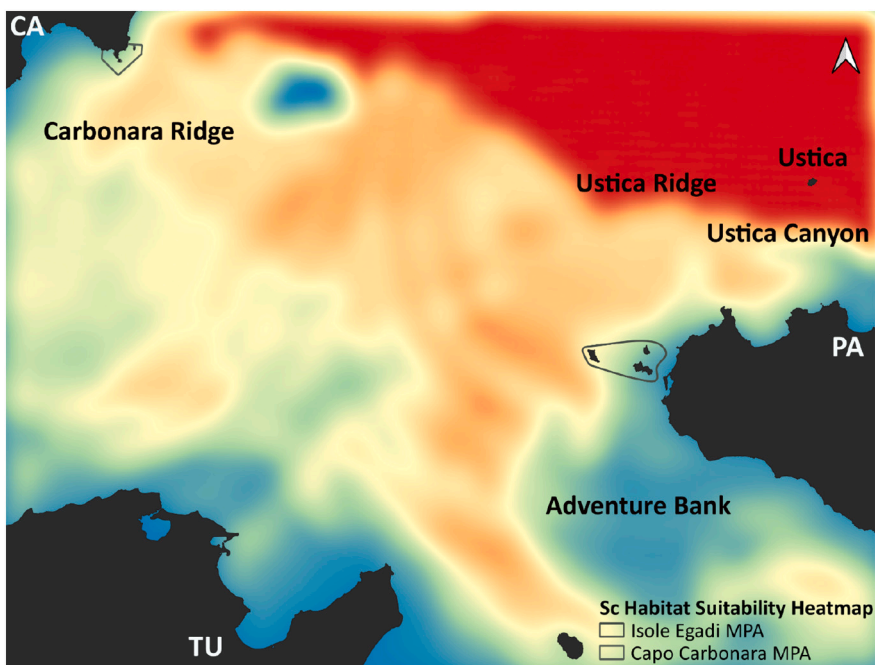 CA
Carbonara Ridge
Ustica
Ustica Ridge
Ustica Canyon
PA
Adventure Bank
TU
Sc Habitat Suitability Heatmap
Isole Egadi MPA
Capo Carbonara MPA